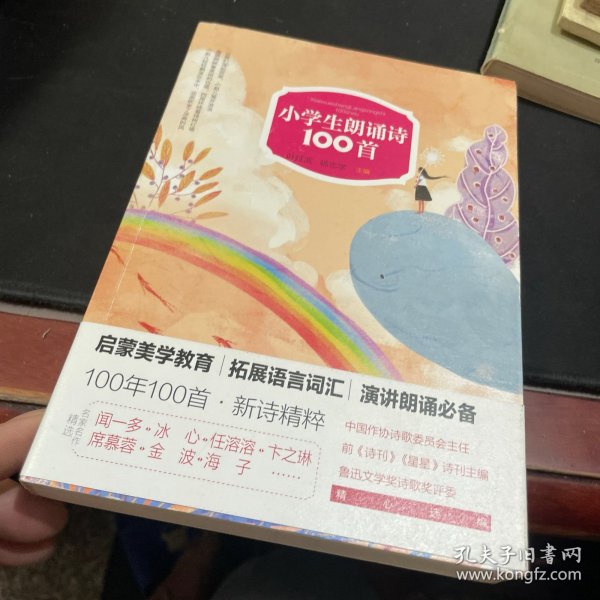 小学生朗诵诗
100首
主编
启蒙美学教育｜拓展语言词汇｜演讲朗诵必备
100年100首·新诗精粹
名家名作
精选
闻一多 冰 心 任溶溶 卞之琳
席慕蓉 金 波 海 子 ……
中国作协诗歌委员会主任
前《诗刊》《星星》诗刊主编
鲁迅文学奖诗歌奖评委
精 心 选 编
孔夫子旧书网
www.kongfz.com